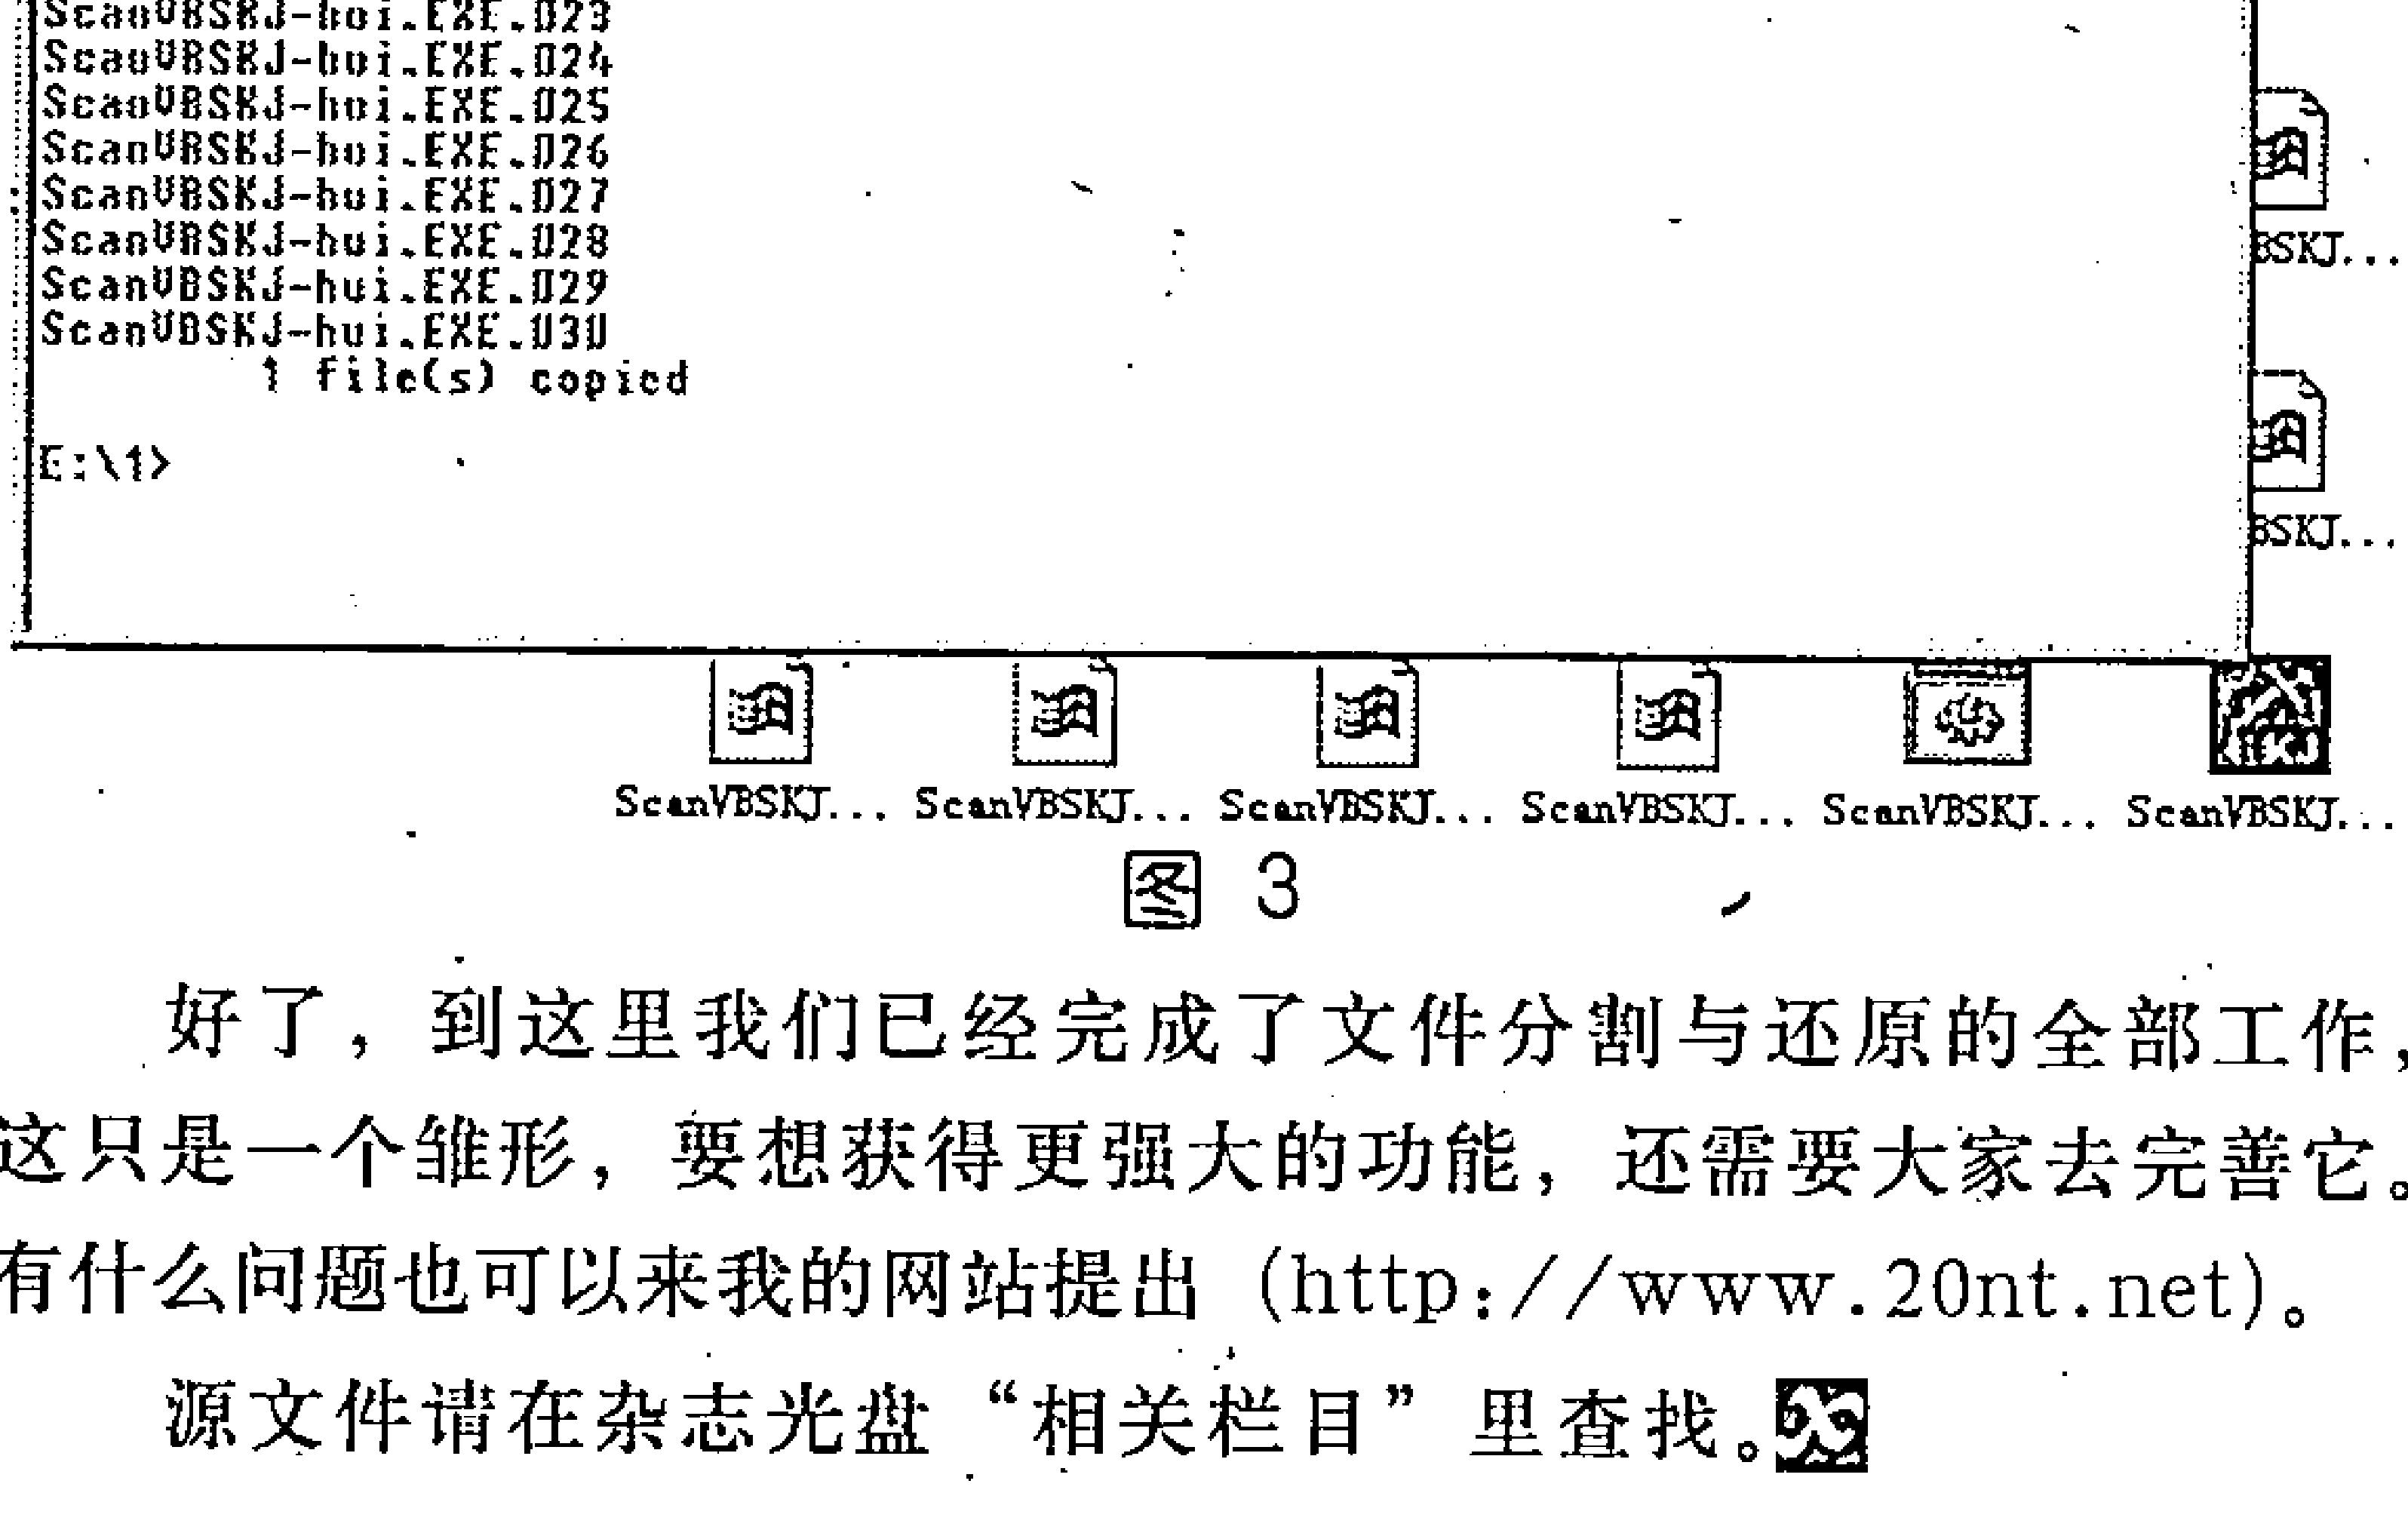 ScanVBSKJ-hui.EXE.023
ScanVBSKJ-hui.EXE.024
ScanVBSKJ-hui.EXE.025
ScanVBSKJ-hui.EXE.026
ScanVBSKJ-hui.EXE.027
ScanVBSKJ-hui.EXE.028
ScanVBSKJ-hui.EXE.029
ScanVBSKJ-hui.EXE.030
1 file(s) copied
E:\1>
BSKJ...
BSKJ...
ScanVBSKJ... ScanVBSKJ... ScanVBSKJ... ScanVBSKJ... ScanVBSKJ... ScanVBSKJ...
图 3
好了，到这里我们已经完成了文件分割与还原的全部工作，
这只是一个雏形，要想获得更强大的功能，还需要大家去完善它。
有什么问题也可以来我的网站提出（http://www.20nt.net）。
源文件请在杂志光盘“相关栏目”里查找。